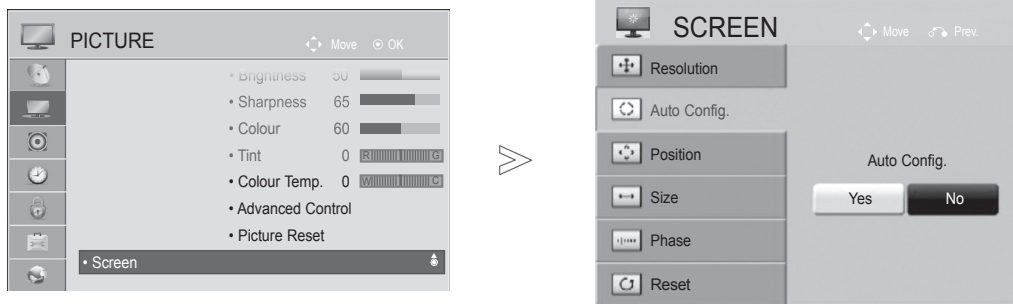 PICTURE
Move OK
• Brightness 50
• Sharpness 65
• Colour 60
• Tint 0 R G
• Colour Temp. 0 W C
• Advanced Control
• Picture Reset
• Screen
SCREEN
Move Prev.
Resolution
Auto Config.
Position
Size
Phase
Reset
Auto Config.
Yes No